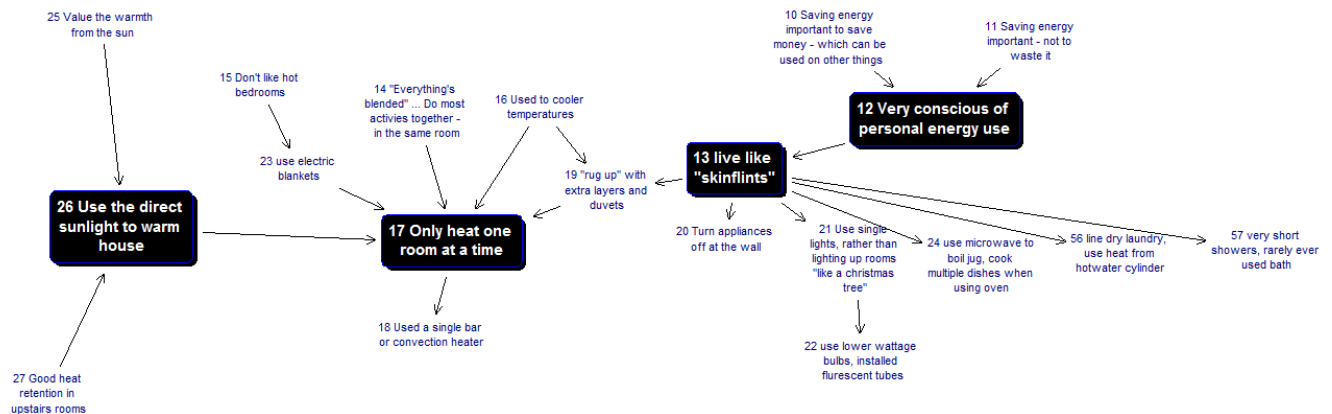 25 Value the warmth
from the sun
10 Saving energy
important to save
money - which can be
used on other things
11 Saving energy
important - not to
waste it
15 Don't like hot
bedrooms
14 "Everything's
blended" ... Do most
activies together -
in the same room
16 Used to cooler
temperatures
12 Very conscious of
personal energy use
23 use electric
blankets
19 "rug up" with
extra layers and
duvets
13 live like
"skinflints"
26 Use the direct
sunlight to warm
house
17 Only heat one
room at a time
20 Turn appliances
off at the wall
21 Use single
lights, rather than
lighting up rooms
"like a christmas
tree"
24 use microwave to
boil jug, cook
multiple dishes when
using oven
56 line dry laundry,
use heat from
hotwater cylinder
57 very short
showers, rarely ever
used bath
18 Used a single bar
or convection heater
22 use lower wattage
bulbs, installed
flurescent tubes
27 Good heat
retention in
upstairs rooms